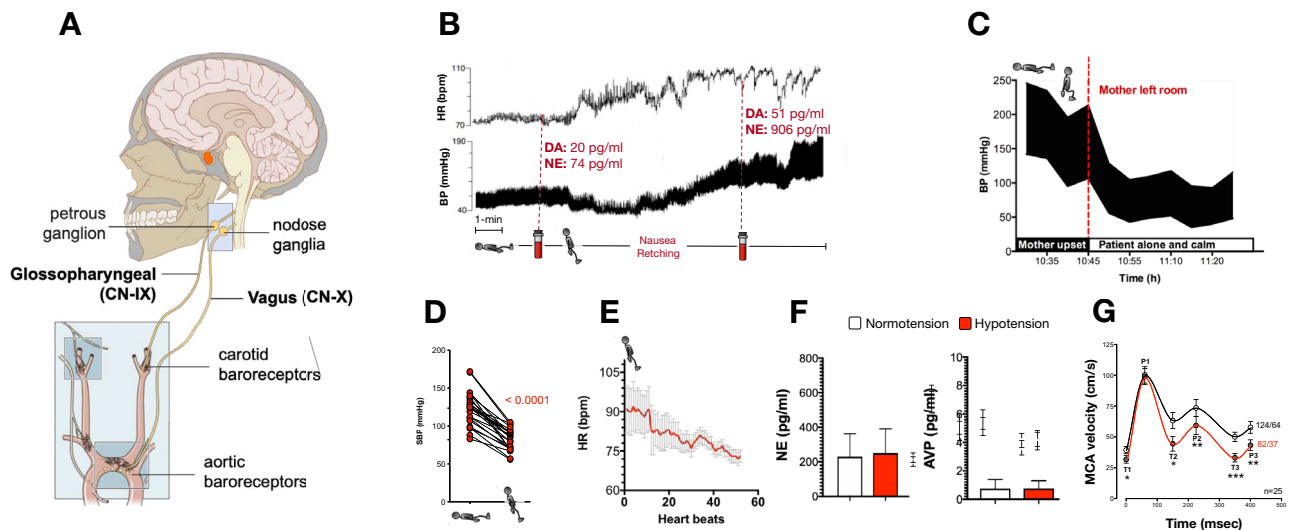 A
petrous
ganglion
nodose
ganglia
Glossopharyngeal
(CN-IX)
Vagus (CN-X)
carotid
baroreceptors
aortic
baroreceptors
B
HR (bpm)
110
70
DA: 20 pg/ml
NE: 74 pg/ml
DA: 51 pg/ml
NE: 906 pg/ml
BP (mmHg)
190
40
1-min
Nausea
Retching
C
Mother left room
BP (mmHg)
250
200
150
100
50
0
Mother upset
Patient alone and calm
10:35
10:45
10:55
11:10
11:20
Time (h)
D
SBP (mmHg)
200
150
100
50
0
< 0.0001
E
HR (bpm)
105
90
75
60
0
20
40
60
Heart beats
F
Normotension
Hypotension
NE (pg/ml)
800
600
400
200
0
AVP (pg/ml)
10
8
6
4
2
0
G
MCA velocity (cm/s)
125
100
75
50
25
0
P1
T1
*
T2
*
P2
**
T3
***
P3
**
124/64
82/37
n=25
0
100
200
300
400
500
Time (msec)